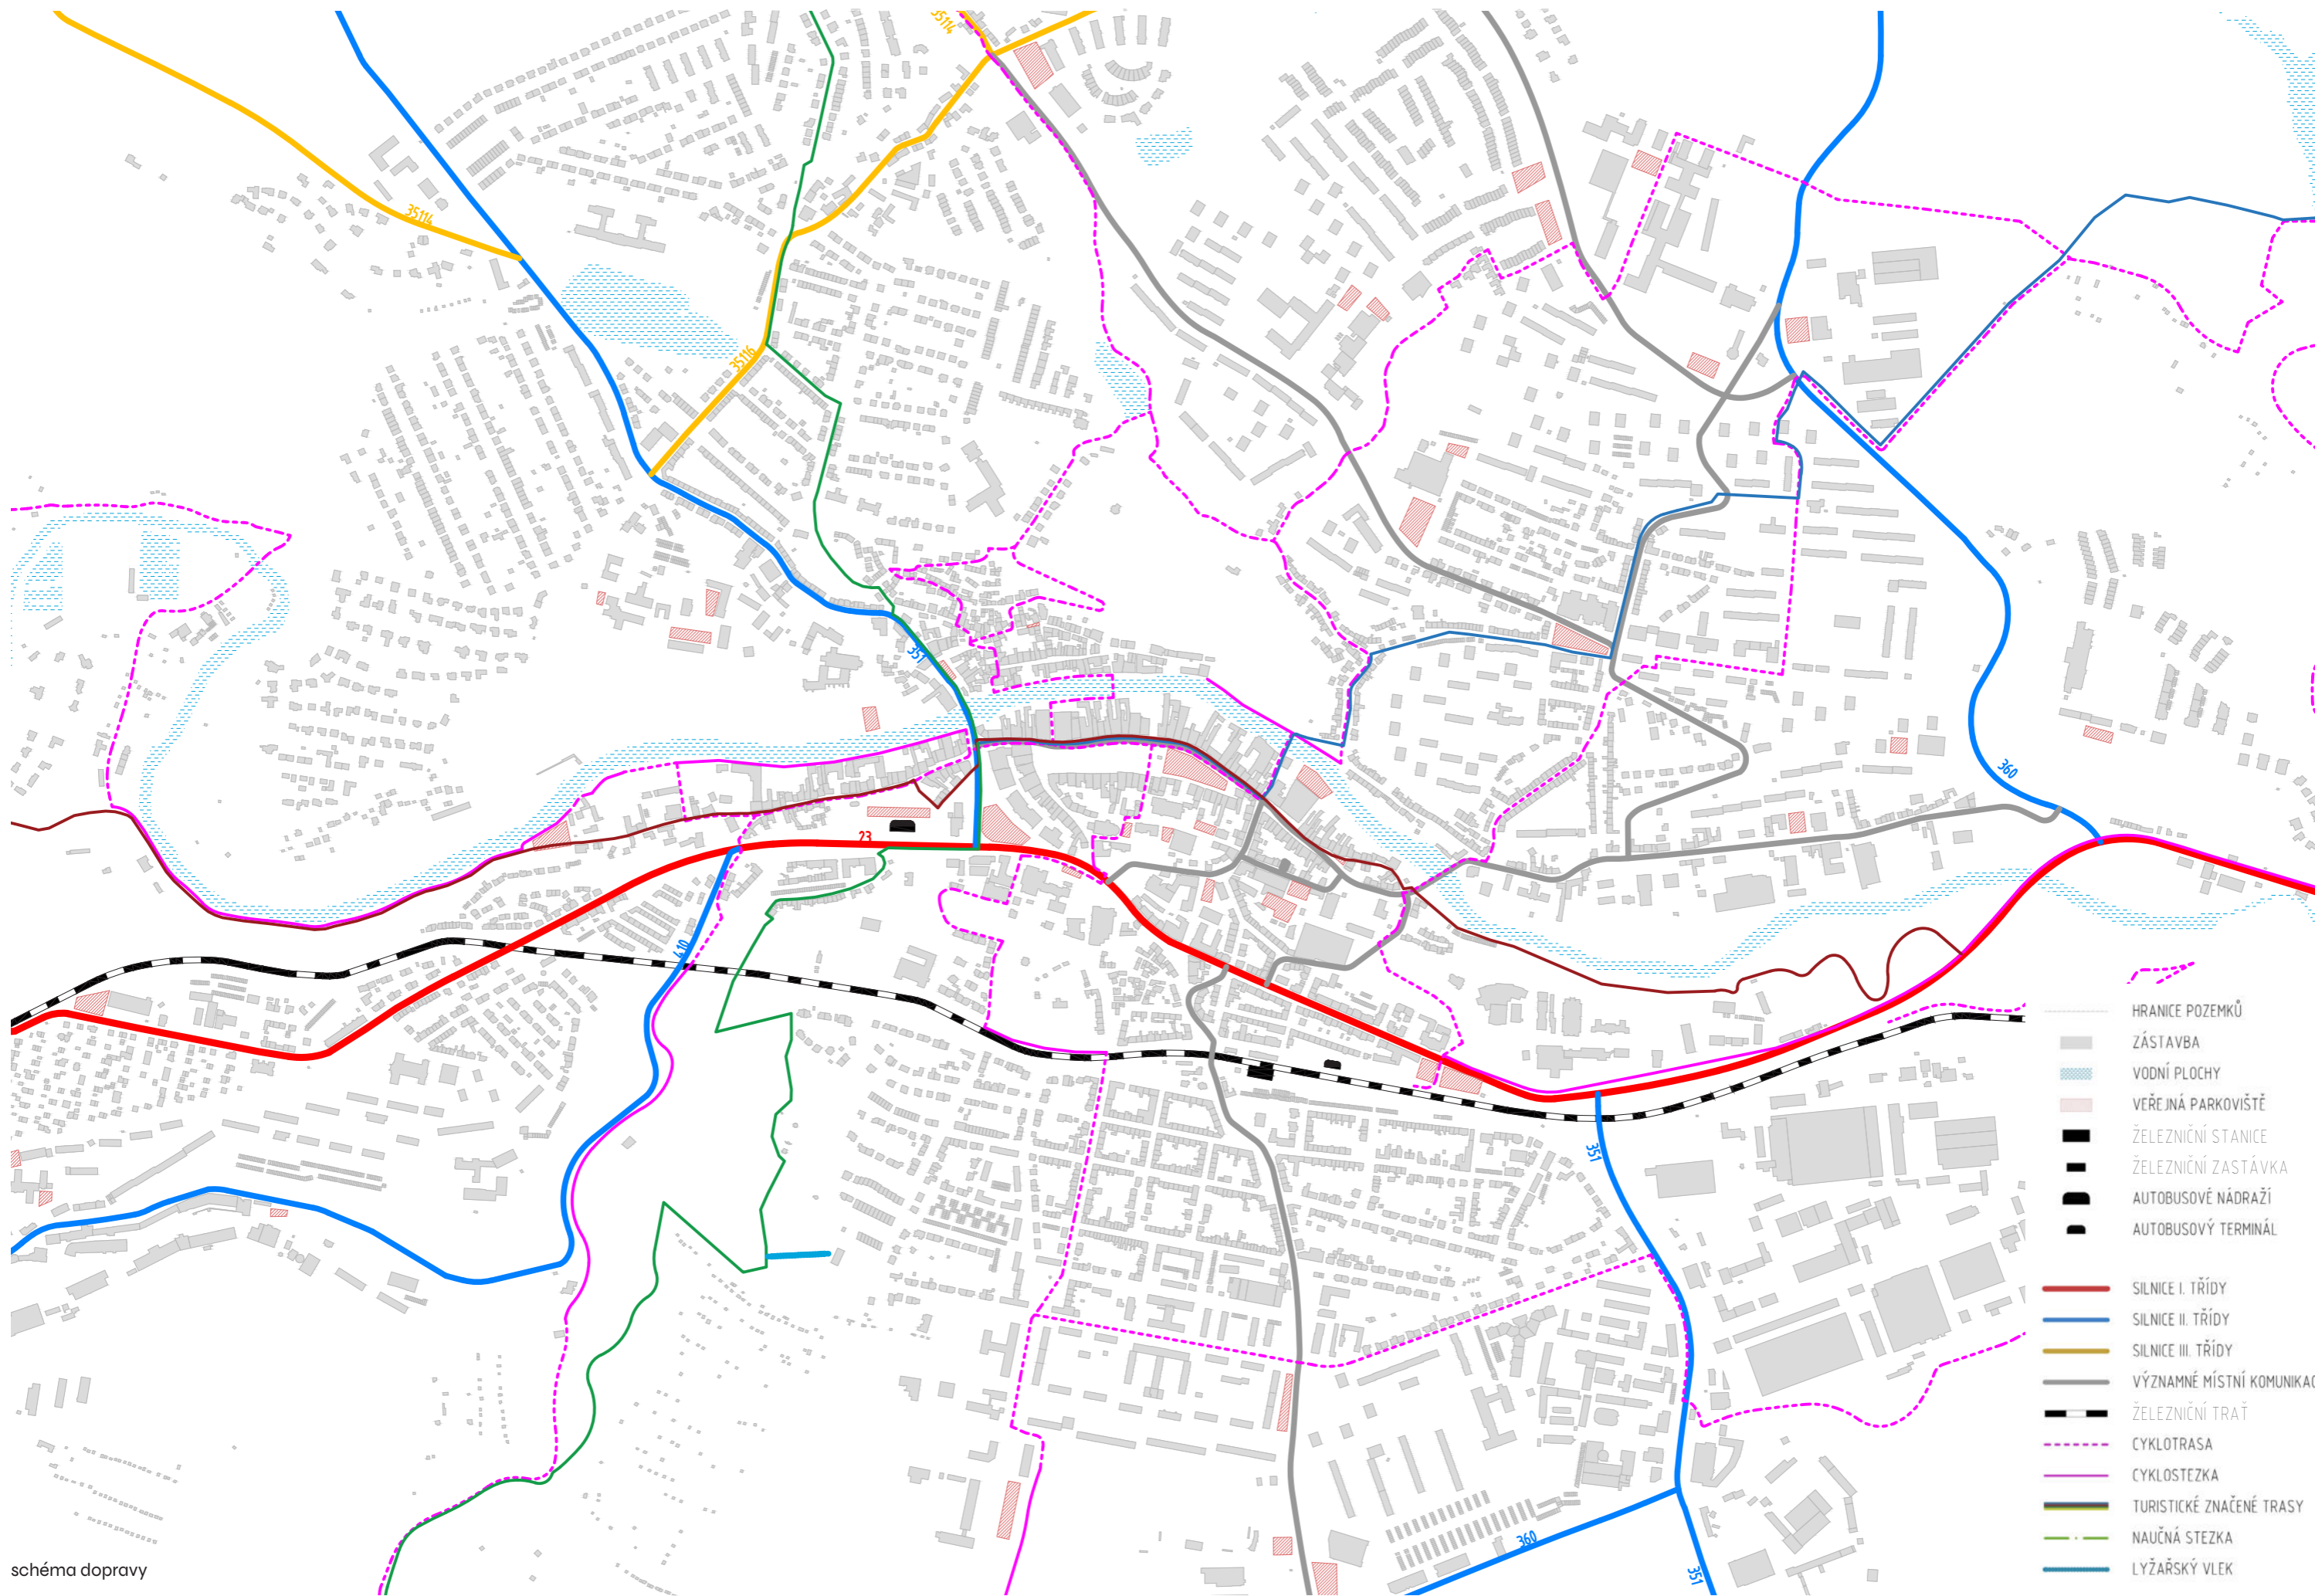 35114
35114
35116
351
360
23
410
351
360
351
HRANICE POZEMKŮ
ZÁSTAVBA
VODNÍ PLOCHY
VEŘEJNÁ PARKOVIŠTĚ
ŽELEZNIČNÍ STANICE
ŽELEZNIČNÍ ZASTÁVKA
AUTOBUSOVÉ NÁDRAŽÍ
AUTOBUSOVÝ TERMINÁL
SILNICE I. TŘÍDY
SILNICE II. TŘÍDY
SILNICE III. TŘÍDY
VÝZNAMNÉ MÍSTNÍ KOMUNIKAC
ŽELEZNIČNÍ TRAŤ
CYKLOTRASA
CYKLOSTEZKA
TURISTICKÉ ZNAČENÉ TRASY
NAUČNÁ STEZKA
LYŽAŘSKÝ VLEK
schéma dopravy